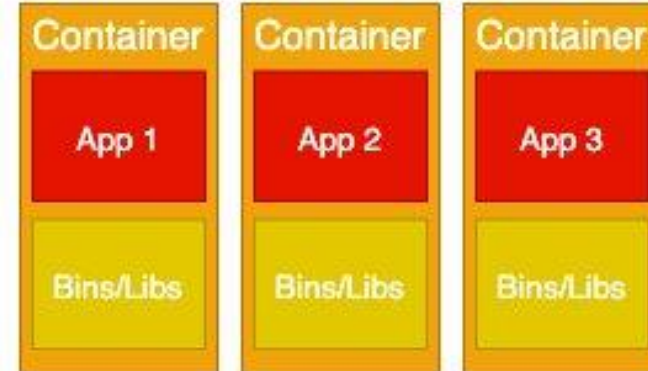 Container Container Container
App 1 App 2 App 3
Bins/Libs Bins/Libs Bins/Libs